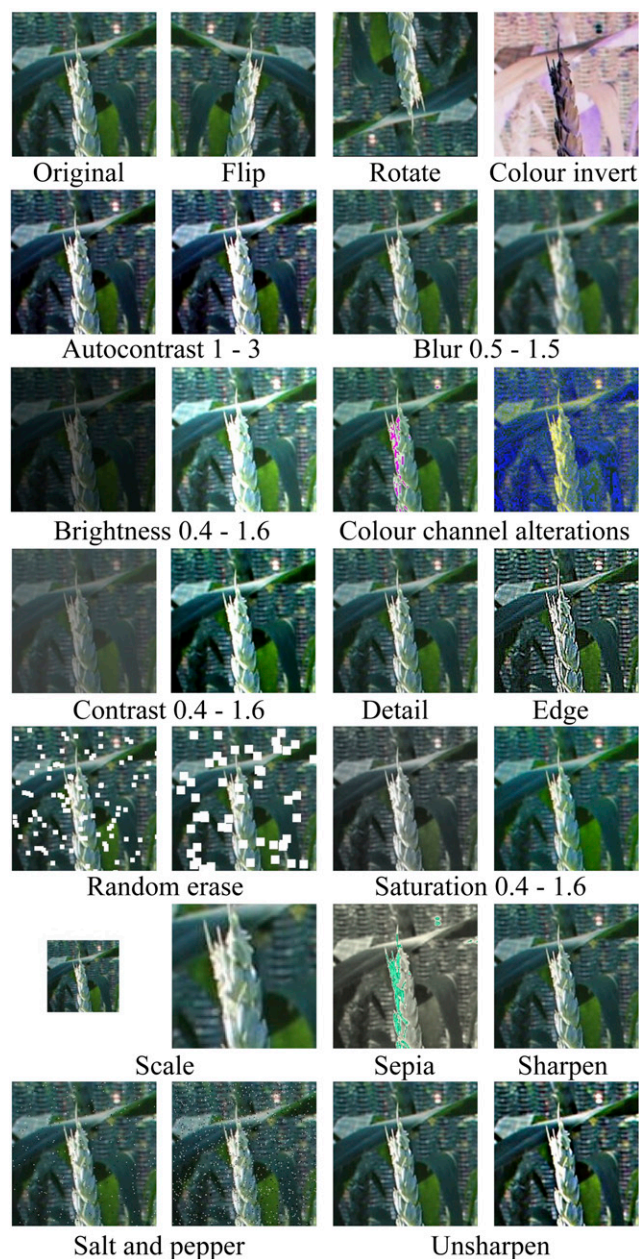 Original Flip Rotate Colour invert
Autocontrast 1 - 3 Blur 0.5 - 1.5
Brightness 0.4 - 1.6 Colour channel alterations
Contrast 0.4 - 1.6 Detail Edge
Random erase Saturation 0.4 - 1.6
Scale Sepia Sharpen
Salt and pepper Unsharpen